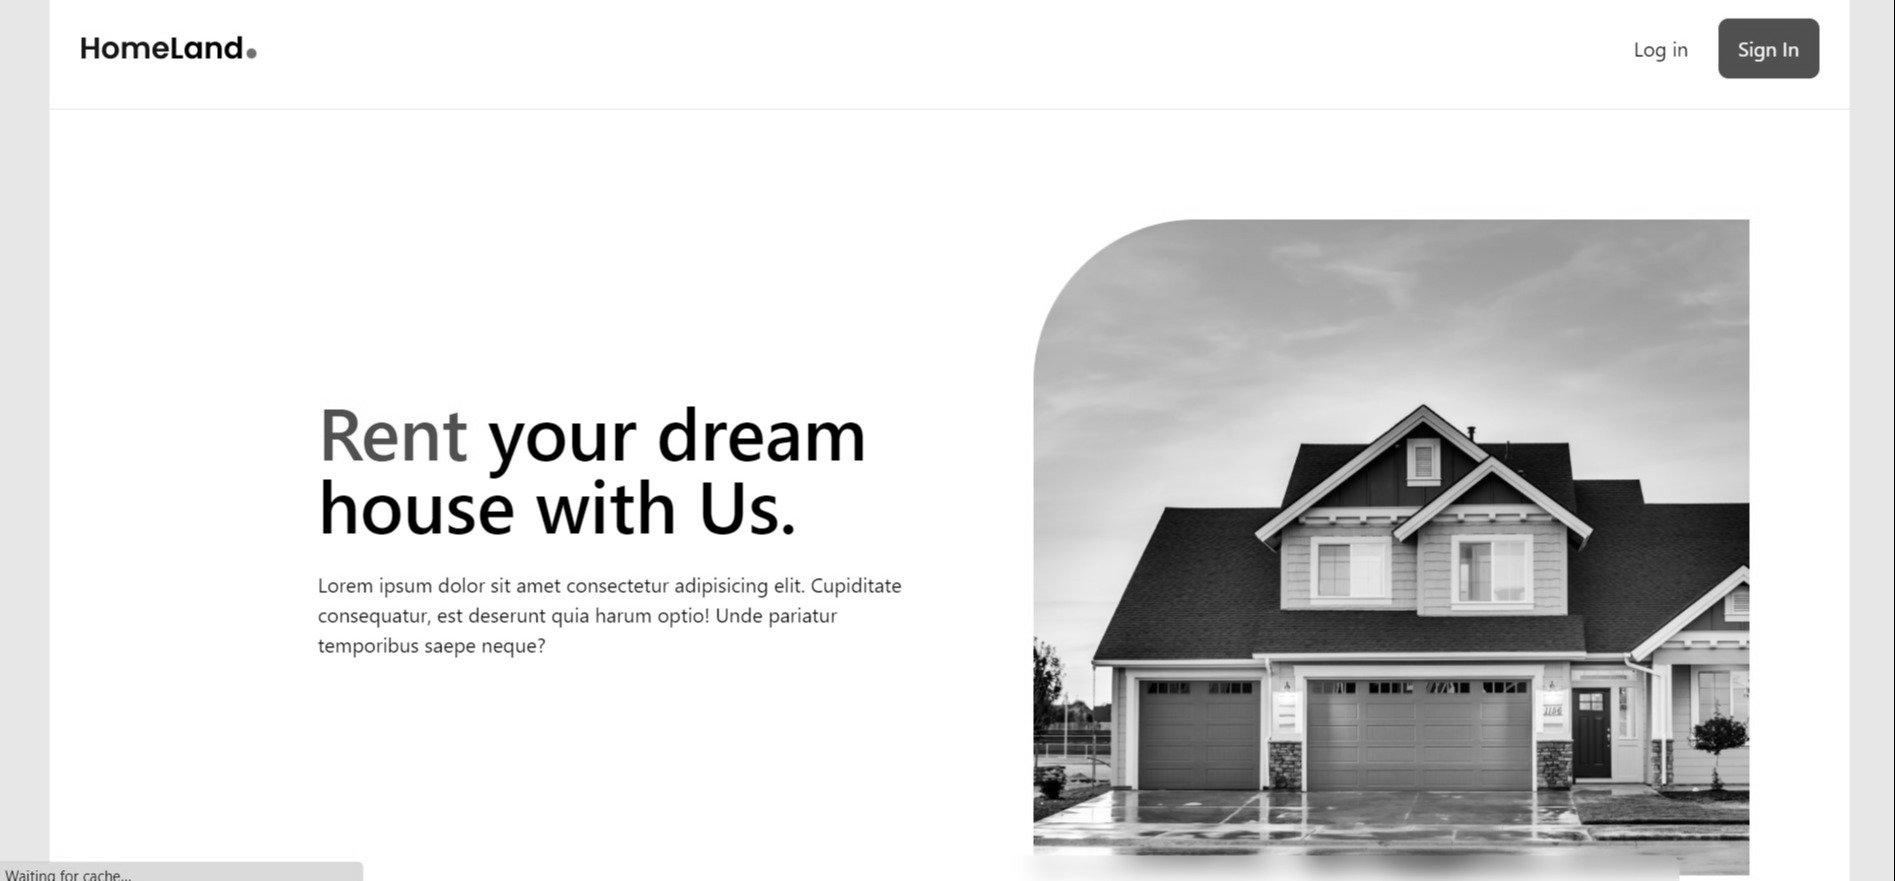 HomeLand
Log in
Sign In
Rent your dream
house with Us.
Lorem ipsum dolor sit amet consectetur adipisicing elit. Cupiditate
consequatur, est deserunt quia harum optio! Unde pariatur
temporibus saepe neque?
Waiting for cache...